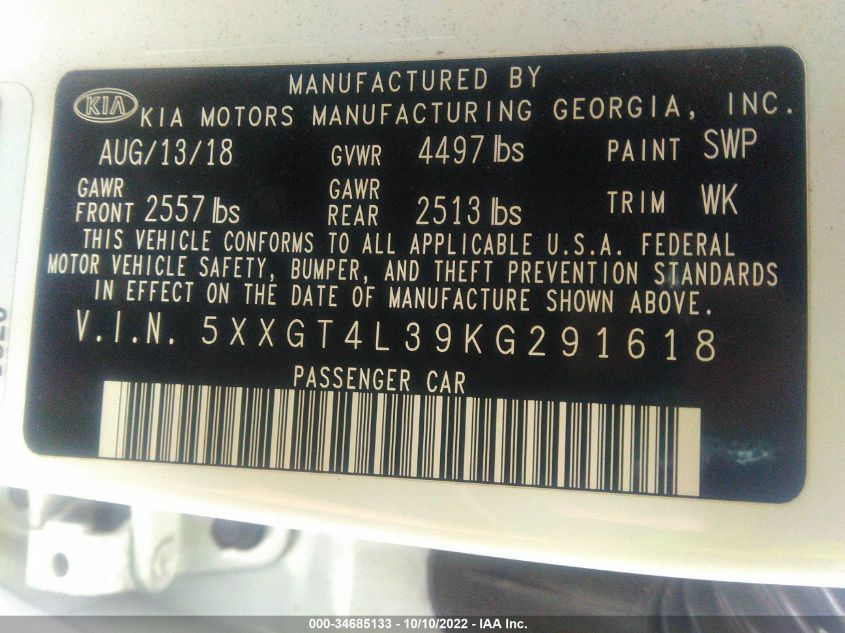 MANUFACTURED BY
KIA KIA MOTORS MANUFACTURING GEORGIA, INC.
AUG/13/18 GVWR 4497 lbs PAINT SWP
GAWR FRONT 2557 lbs GAWR REAR 2513 lbs TRIM WK
THIS VEHICLE CONFORMS TO ALL APPLICABLE U.S.A. FEDERAL
MOTOR VEHICLE SAFETY, BUMPER, AND THEFT PREVENTION STANDARDS
IN EFFECT ON THE DATE OF MANUFACTURE SHOWN ABOVE.
V.I.N. 5XXGT4L39KG291618
PASSENGER CAR
000-34685133 - 10/10/2022 - IAA Inc.